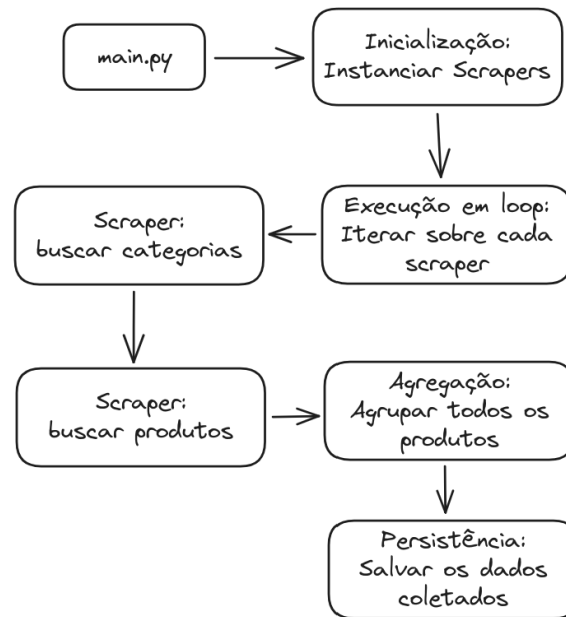 main.py
Inicialização:
Instanciar Scrapers
Execução em loop:
Iterar sobre cada
scraper
Scraper:
buscar categorias
Scraper:
buscar produtos
Agregação:
Agrupar todos os
produtos
Persistência:
Salvar os dados
coletados